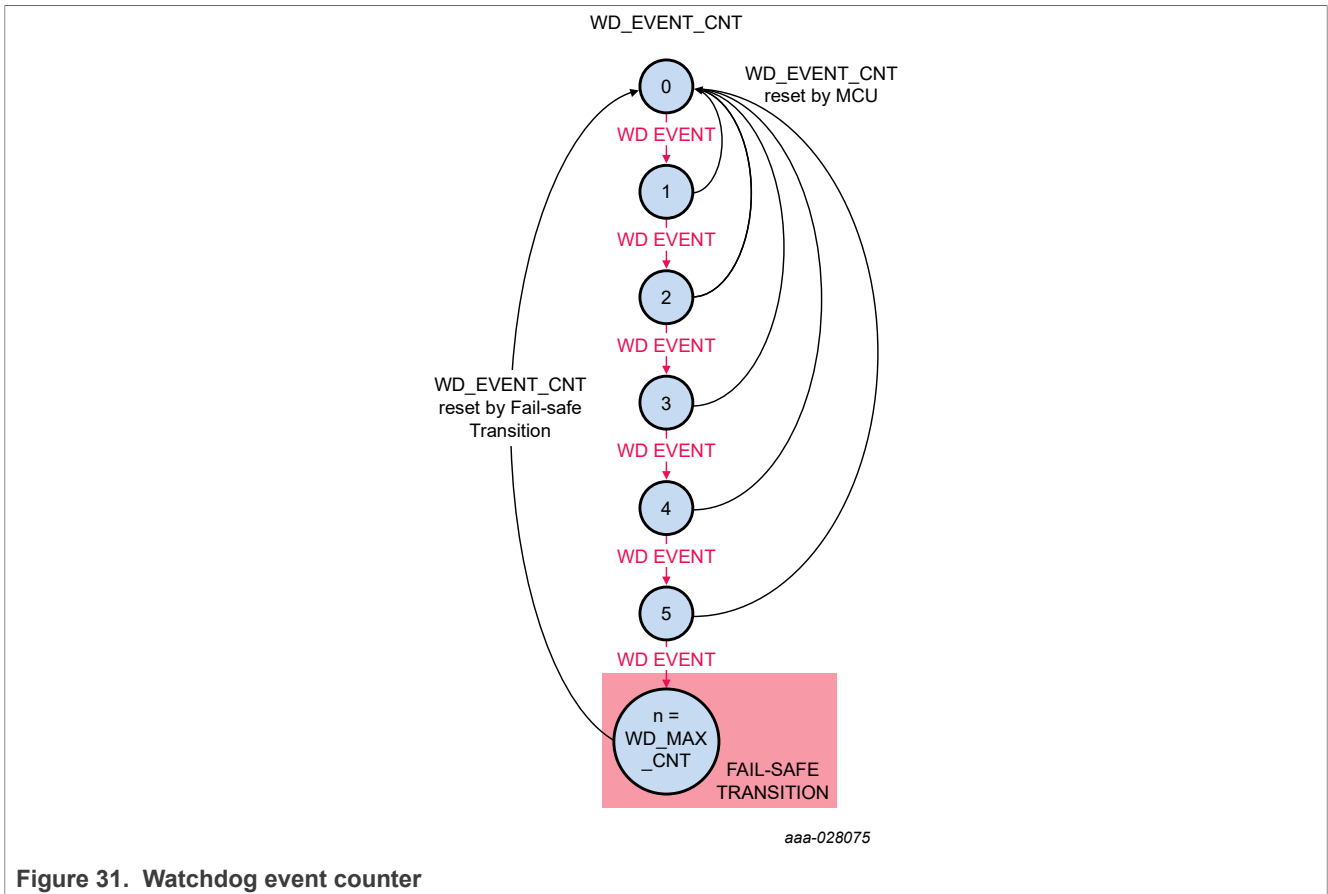 WD_EVENT_CNT
WD_EVENT_CNT
reset by MCU
0
WD EVENT
1
WD EVENT
2
WD EVENT
3
WD_EVENT_CNT
reset by Fail-safe
Transition
WD EVENT
4
WD EVENT
5
WD EVENT
n =
WD_MAX
_CNT
FAIL-SAFE
TRANSITION
aaa-028075
Figure 31. Watchdog event counter